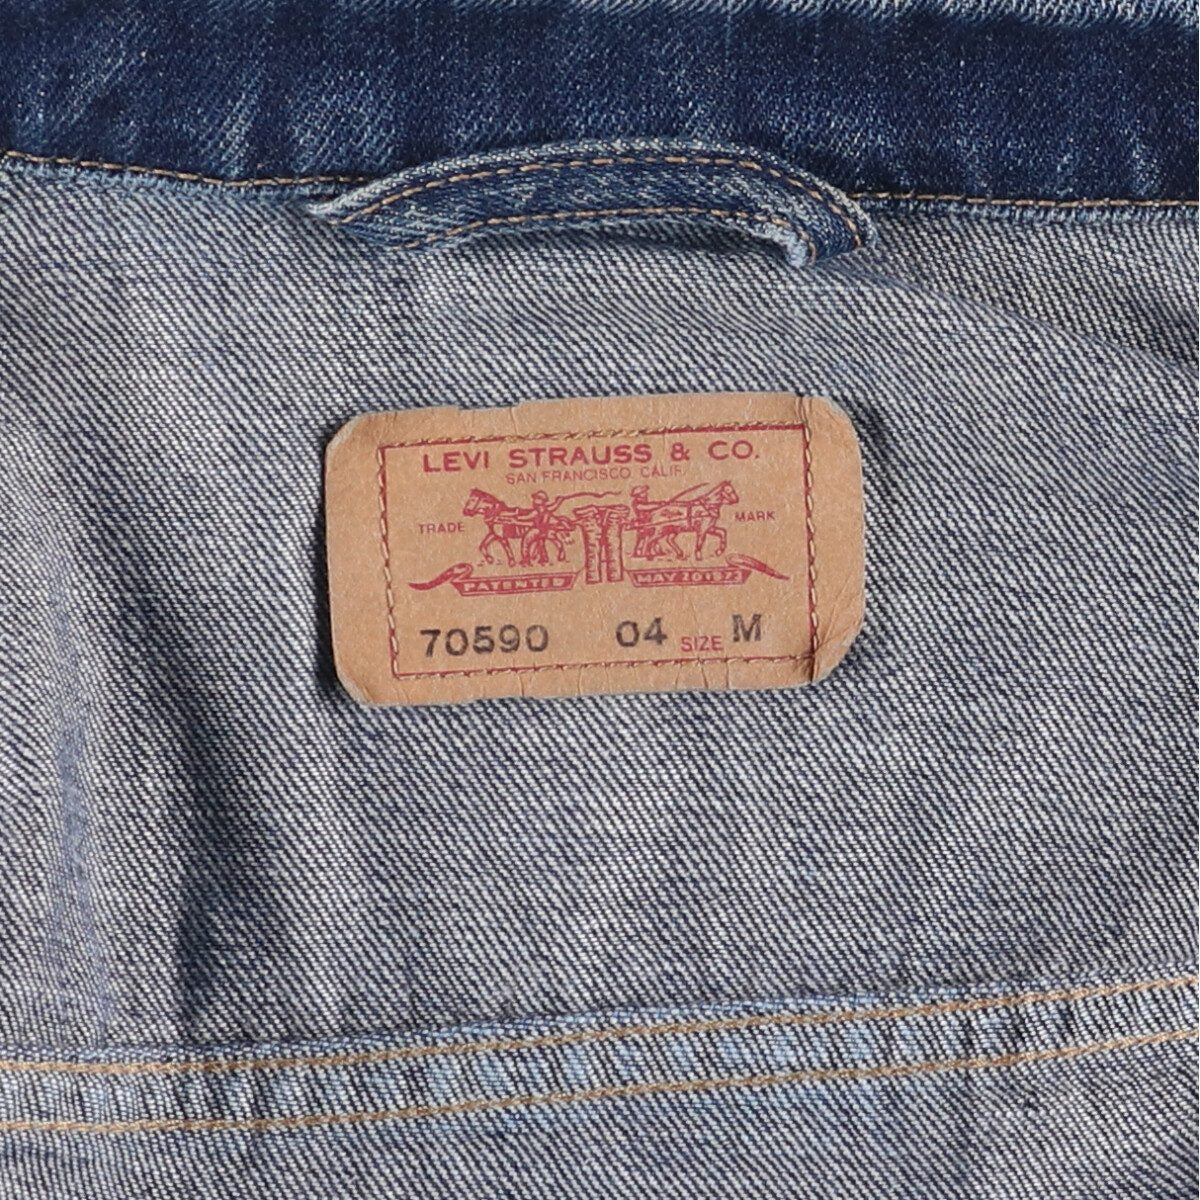 LEVI STRAUSS & CO.
SAN FRANCISCO CALIF.
TRADE MARK
PATENTED MAY 20 1873
70590 04 SIZE M